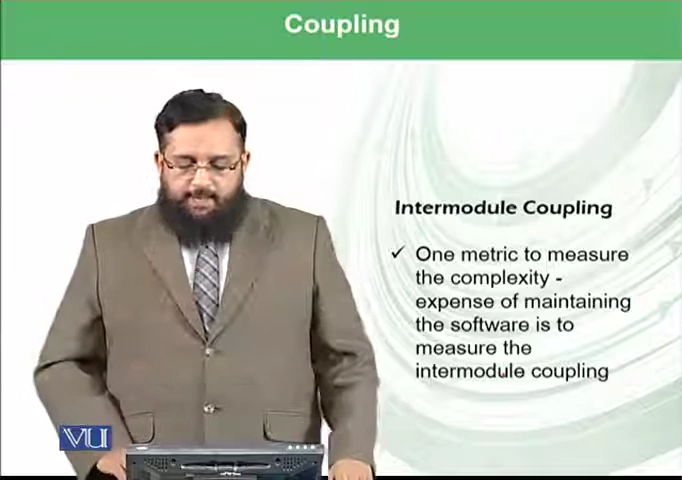 Coupling
Intermodule Coupling
✓ One metric to measure
the complexity -
expense of maintaining
the software is to
measure the
intermodule coupling
VU